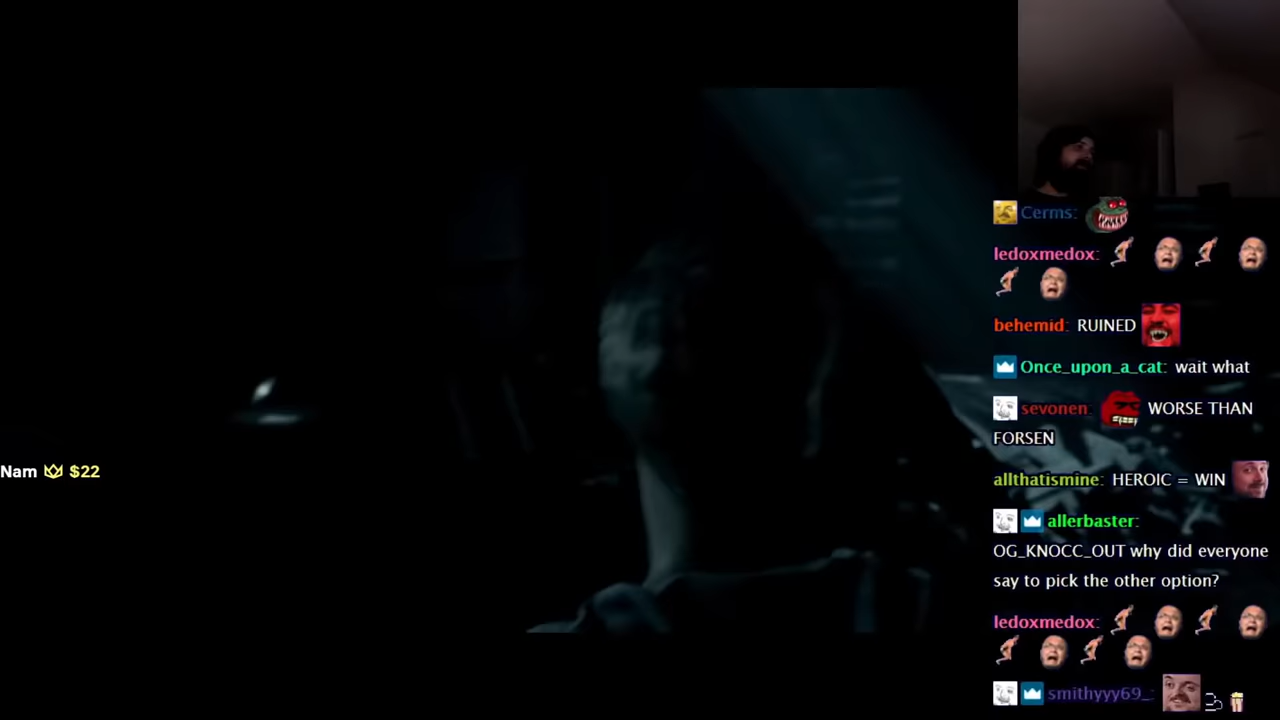 Cerms:
ledoxmedox:
behemid: RUINED
Once_upon_a_cat: wait what
sevonen: WORSE THAN
FORSEN
Nam $22
allthatismine: HEROIC = WIN
allerbaster:
OG_KNOCC_OUT why did everyone
say to pick the other option?
ledoxmedox:
smithyyy69_: